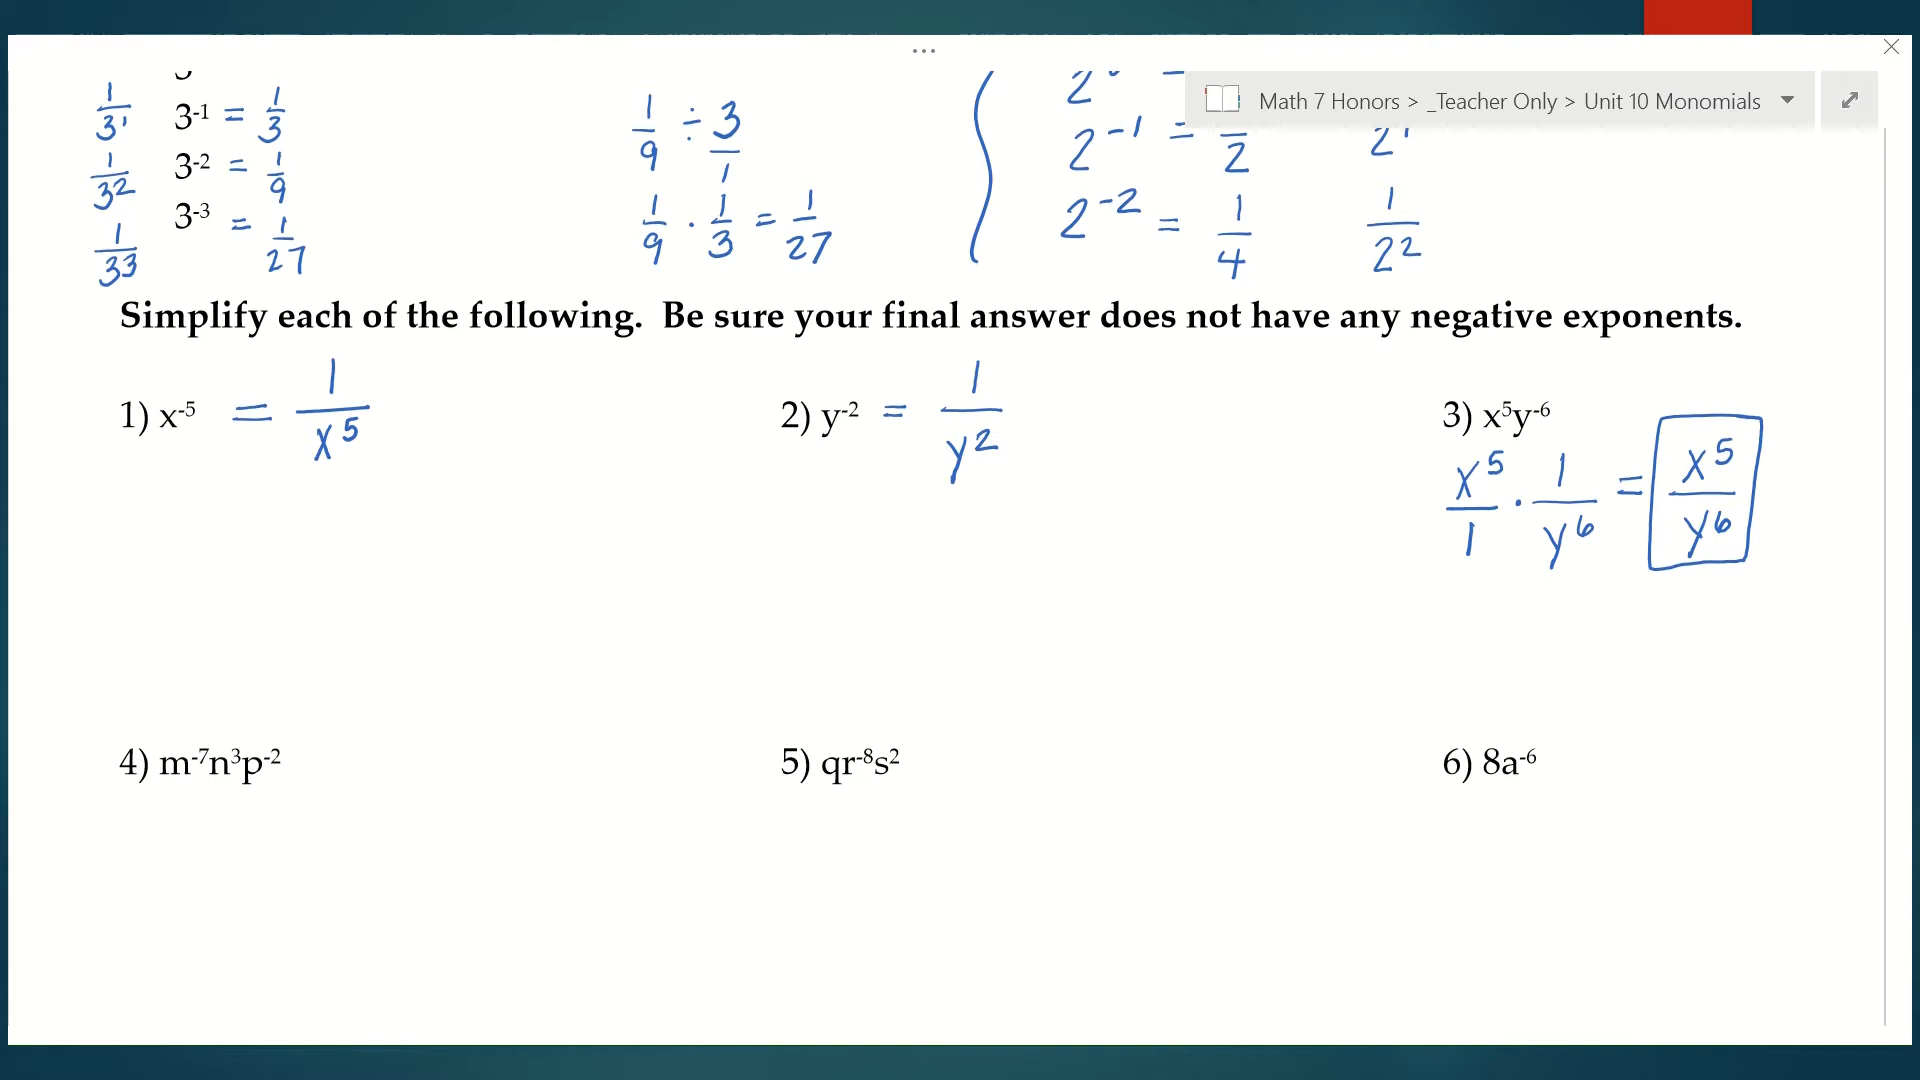 ...
Math 7 Honors > _Teacher Only > Unit 10 Monomials
1/3¹ 3⁻¹ = 1/3
1/3² 3⁻² = 1/9
1/3³ 3⁻³ = 1/27
1/9 ÷ 3/1
1/9 · 1/3 = 1/27
2⁻¹ = /2 2¹
2⁻² = 1/4 1/2²
Simplify each of the following. Be sure your final answer does not have any negative exponents.
1) x⁻⁵ = 1/x⁵
2) y⁻² = 1/y²
3) x⁵y⁻⁶
x⁵/1 · 1/y⁶ = x⁵/y⁶
4) m⁻⁷n³p⁻²
5) qr⁻⁸s²
6) 8a⁻⁶